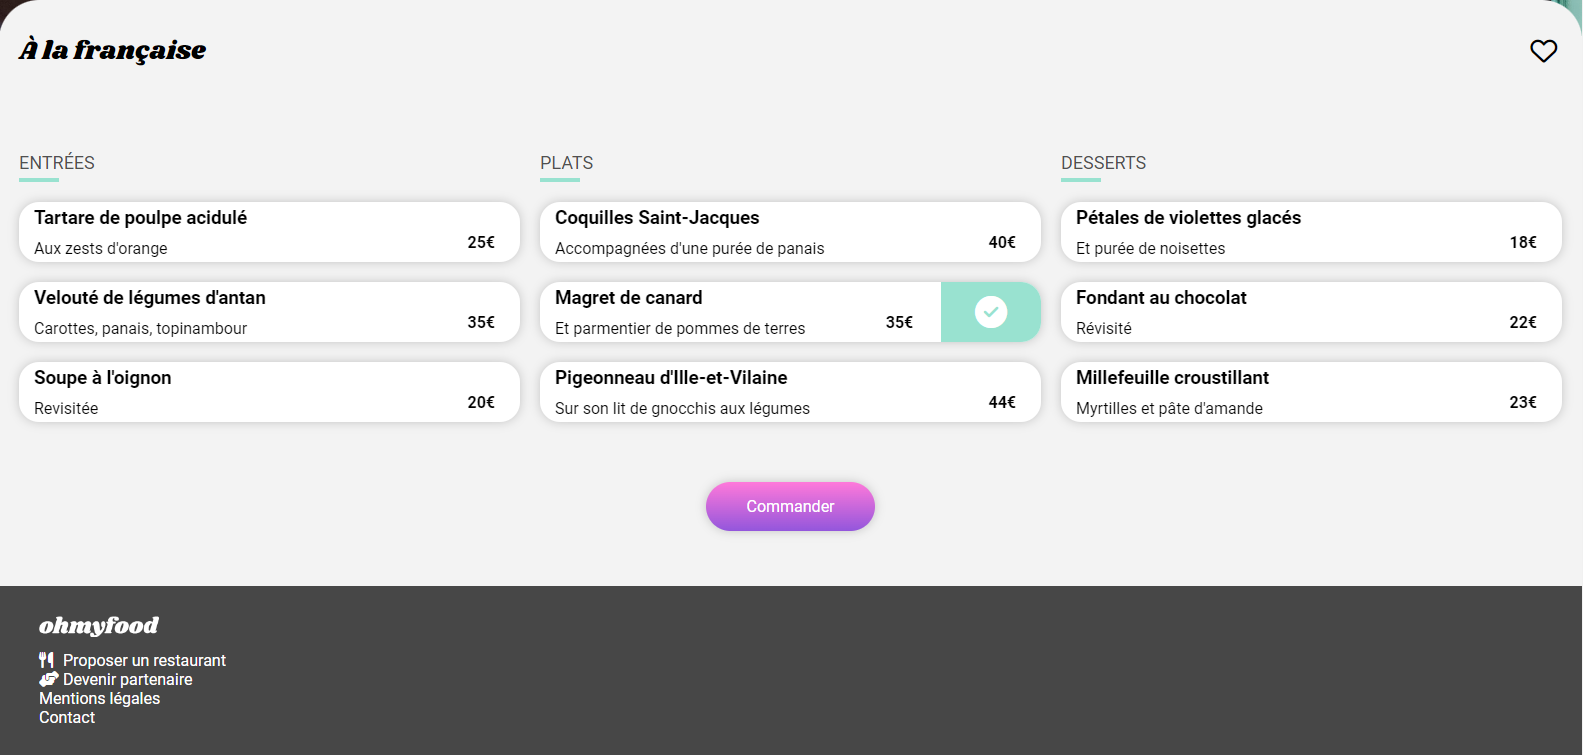 À la française
ENTRÉES
Tartare de poulpe acidulé
Aux zests d'orange
25€
Velouté de légumes d'antan
Carottes, panais, topinambour
35€
Soupe à l'oignon
Revisitée
20€
PLATS
Coquilles Saint-Jacques
Accompagnées d'une purée de panais
40€
Magret de canard
Et parmentier de pommes de terres
35€
Pigeonneau d'Ille-et-Vilaine
Sur son lit de gnocchis aux légumes
44€
DESSERTS
Pétales de violettes glacés
Et purée de noisettes
18€
Fondant au chocolat
Révisité
22€
Millefeuille croustillant
Myrtilles et pâte d'amande
23€
Commander
ohmyfood
Proposer un restaurant
Devenir partenaire
Mentions légales
Contact